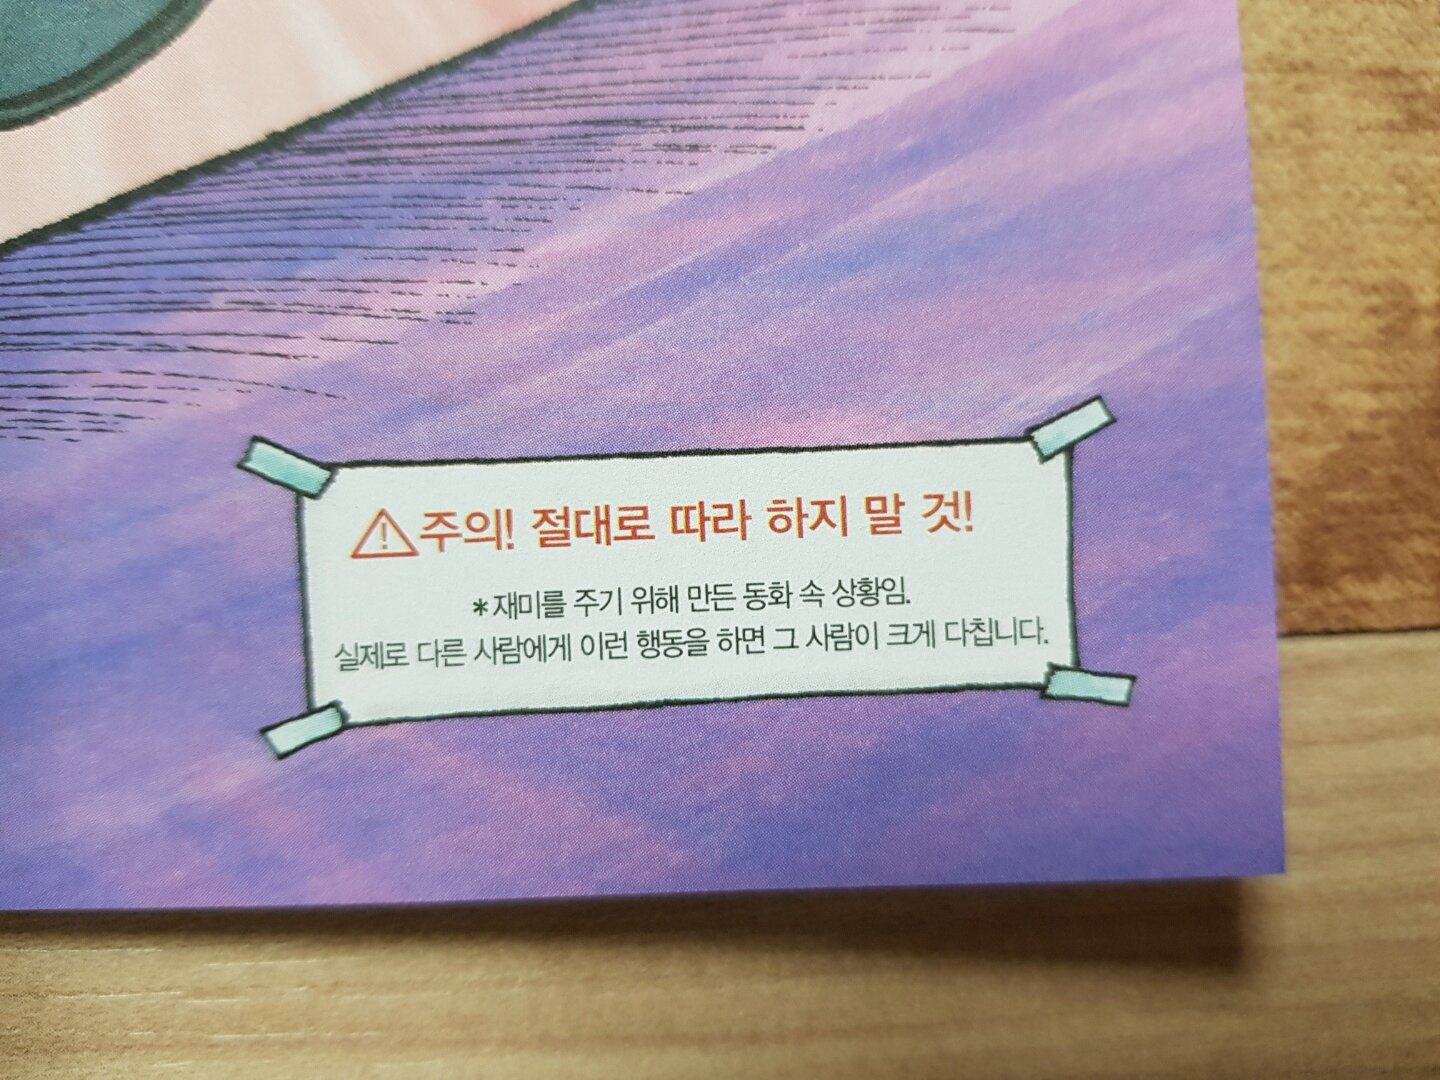 ⚠주의! 절대로 따라 하지 말 것!
*재미를 주기 위해 만든 동화 속 상황임.
실제로 다른 사람에게 이런 행동을 하면 그 사람이 크게 다칩니다.